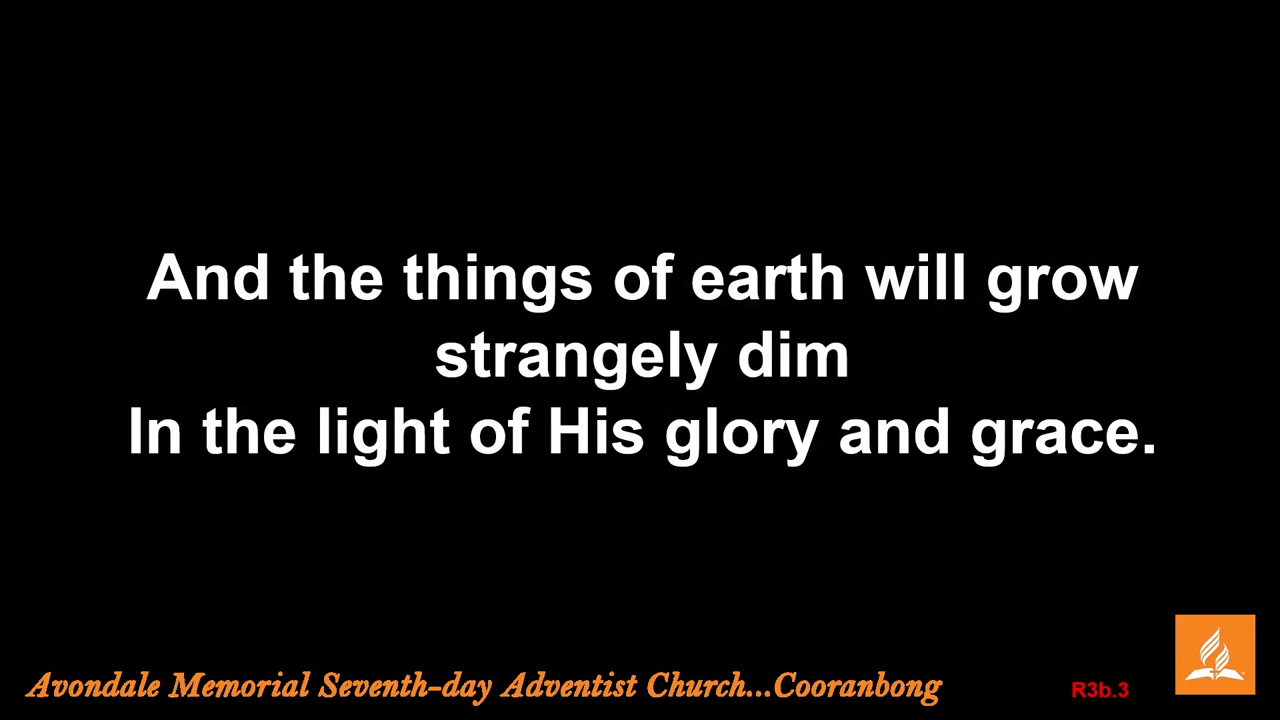 And the things of earth will grow
strangely dim
In the light of His glory and grace.
Avondale Memorial Seventh-day Adventist Church...Cooranbong
R3b.3